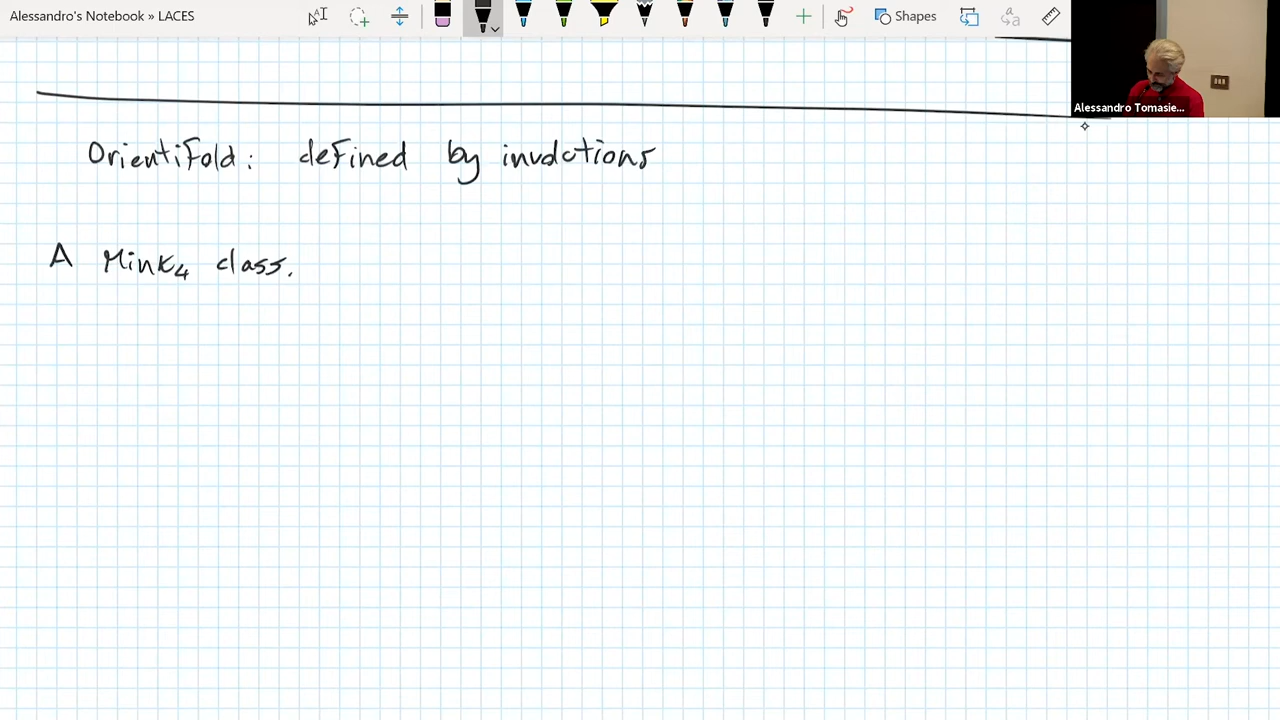 Alessandro's Notebook » LACES
Shapes
Alessandro Tomasie...
Orientifold: defined by involutions
A Mink4 class.